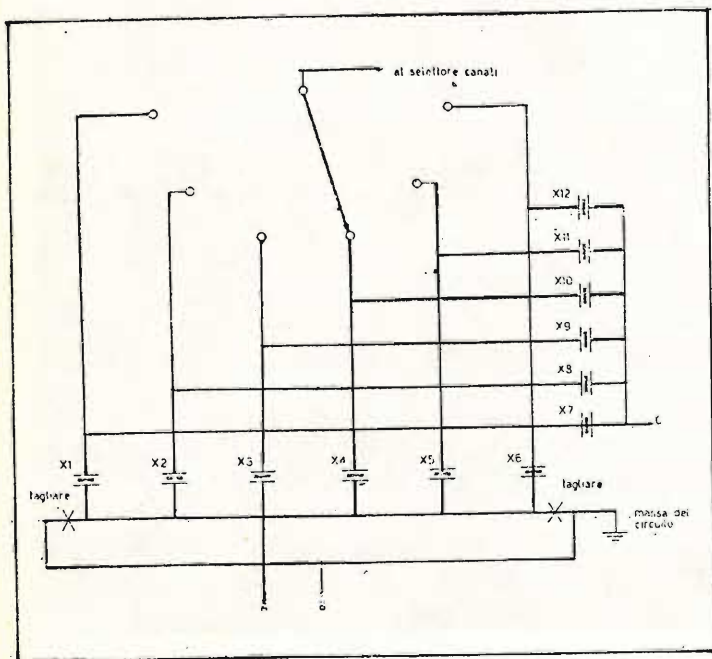 al selettore canali
X12
X11
X10
X9
X8
X7
C
X1
X2
X3
X4
X5
X6
tagliare
tagliare
massa del
circuito